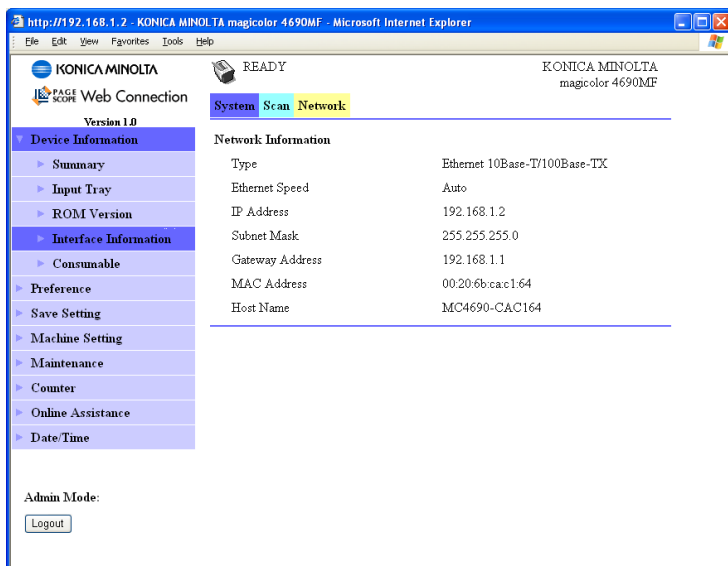 http://192.168.1.2 - KONICA MINOLTA magicolor 4690MF - Microsoft Internet Explorer
File Edit View Favorites Tools Help
KONICA MINOLTA
PAGE SCOPE Web Connection
Version 1.0
READY
KONICA MINOLTA
magicolor 4690MF
System Scan Network
Device Information
Summary
Input Tray
ROM Version
Interface Information
Consumable
Preference
Save Setting
Machine Setting
Maintenance
Counter
Online Assistance
Date/Time
Admin Mode:
Logout
Network Information
Type Ethernet 10Base-T/100Base-TX
Ethernet Speed Auto
IP Address 192.168.1.2
Subnet Mask 255.255.255.0
Gateway Address 192.168.1.1
MAC Address 00:20:6b:ca:c1:64
Host Name MC4690-CAC164